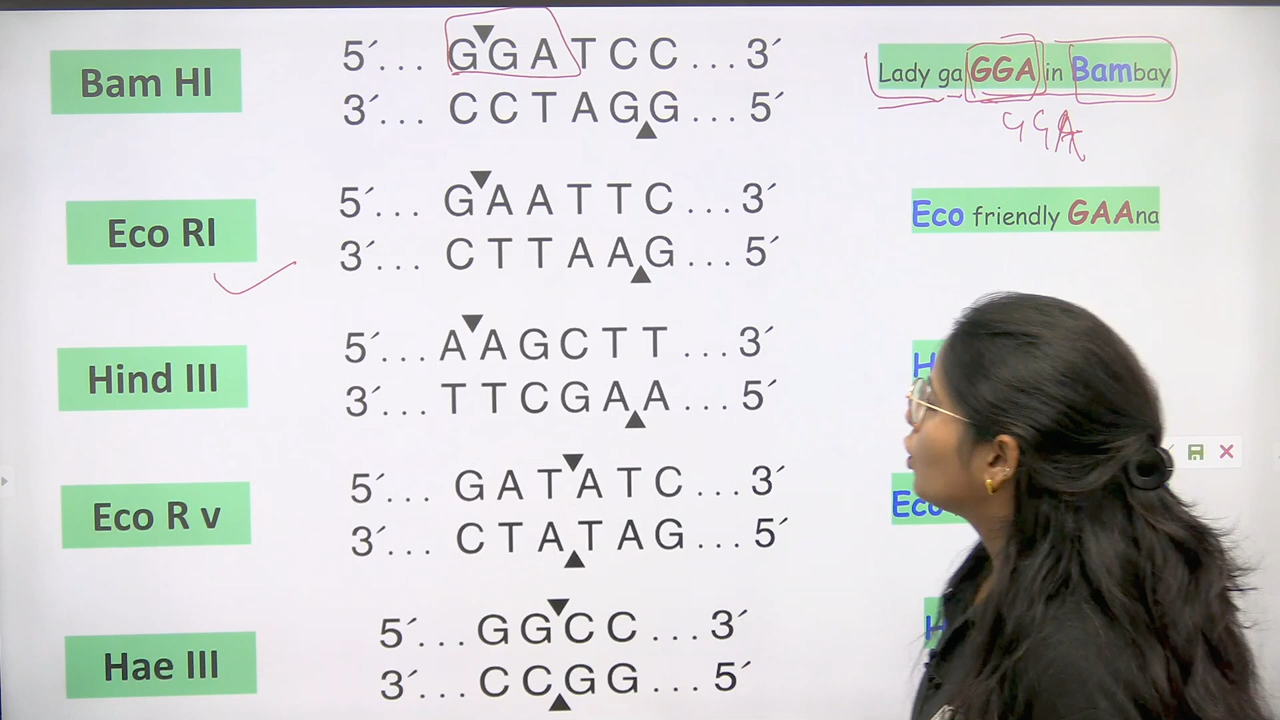 Bam HI
5´... GGATCC ...3´
3´... CCTAGG ...5´
Lady gaGGA in Bambay
GGA
Eco RI
5´... GAATTC ...3´
3´... CTTAAG ...5´
Eco friendly GAAna
Hind III
5´... AAGCTT ...3´
3´... TTCGAA ...5´
H
Eco R v
5´... GATATC ...3´
3´... CTATAG ...5´
Eco
Hae III
5´... GGCC ...3´
3´... CCGG ...5´
H